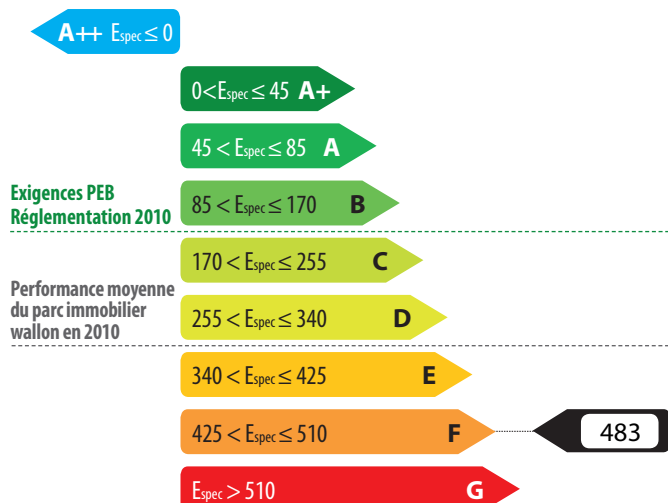 A++ Espec ≤ 0
0<Espec ≤ 45 A+
45 < Espec ≤ 85 A
Exigences PEB
Réglementation 2010
85 < Espec ≤ 170 B
170 < Espec ≤ 255 C
Performance moyenne
du parc immobilier
wallon en 2010
255 < Espec ≤ 340 D
340 < Espec ≤ 425 E
425 < Espec ≤ 510 F
483
Espec > 510 G